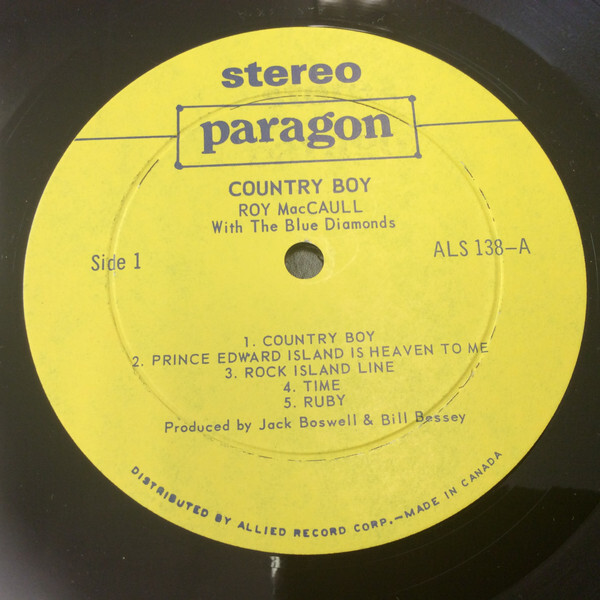 stereo
paragon
COUNTRY BOY
ROY MacCAULL
With The Blue Diamonds
Side 1
ALS 138-A
1. COUNTRY BOY
2. PRINCE EDWARD ISLAND IS HEAVEN TO ME
3. ROCK ISLAND LINE
4. TIME
5. RUBY
Produced by Jack Boswell & Bill Bessey
DISTRIBUTED BY ALLIED RECORD CORP.—MADE IN CANADA